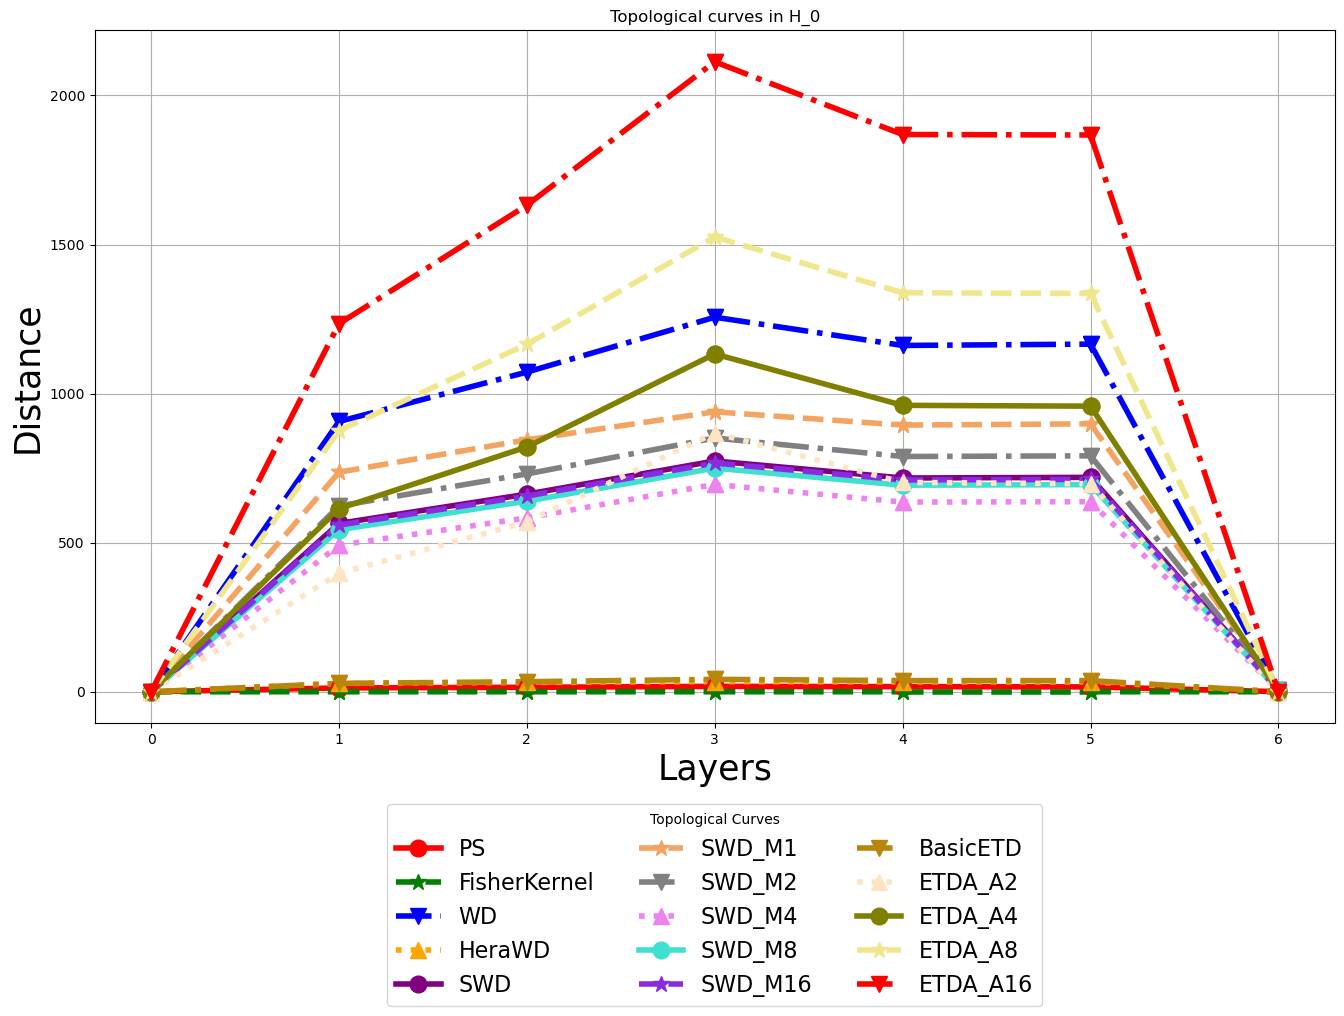 Topological curves in H_0
2000
1500
1000
500
0
Distance
0 1 2 3 4 5 6
Layers
Topological Curves
PS SWD_M1 BasicETD
FisherKernel SWD_M2 ETDA_A2
WD SWD_M4 ETDA_A4
HeraWD SWD_M8 ETDA_A8
SWD SWD_M16 ETDA_A16